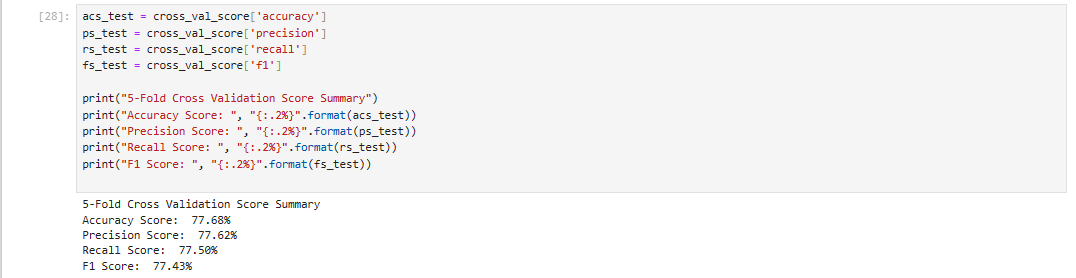 [28]:
acs_test = cross_val_score['accuracy']
ps_test = cross_val_score['precision']
rs_test = cross_val_score['recall']
fs_test = cross_val_score['f1']
print("5-Fold Cross Validation Score Summary")
print("Accuracy Score: ", "{:.2%}".format(acs_test))
print("Precision Score: ", "{:.2%}".format(ps_test))
print("Recall Score: ", "{:.2%}".format(rs_test))
print("F1 Score: ", "{:.2%}".format(fs_test))
5-Fold Cross Validation Score Summary
Accuracy Score:  77.68%
Precision Score:  77.62%
Recall Score:  77.50%
F1 Score:  77.43%